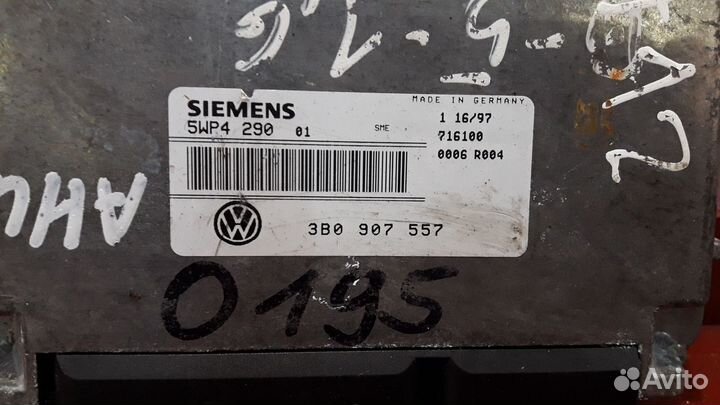 MADE IN GERMANY
SIEMENS
5WP4 290 01 SME
1 16/97
716100
0006 R004
3B0 907 557
0195
Avito